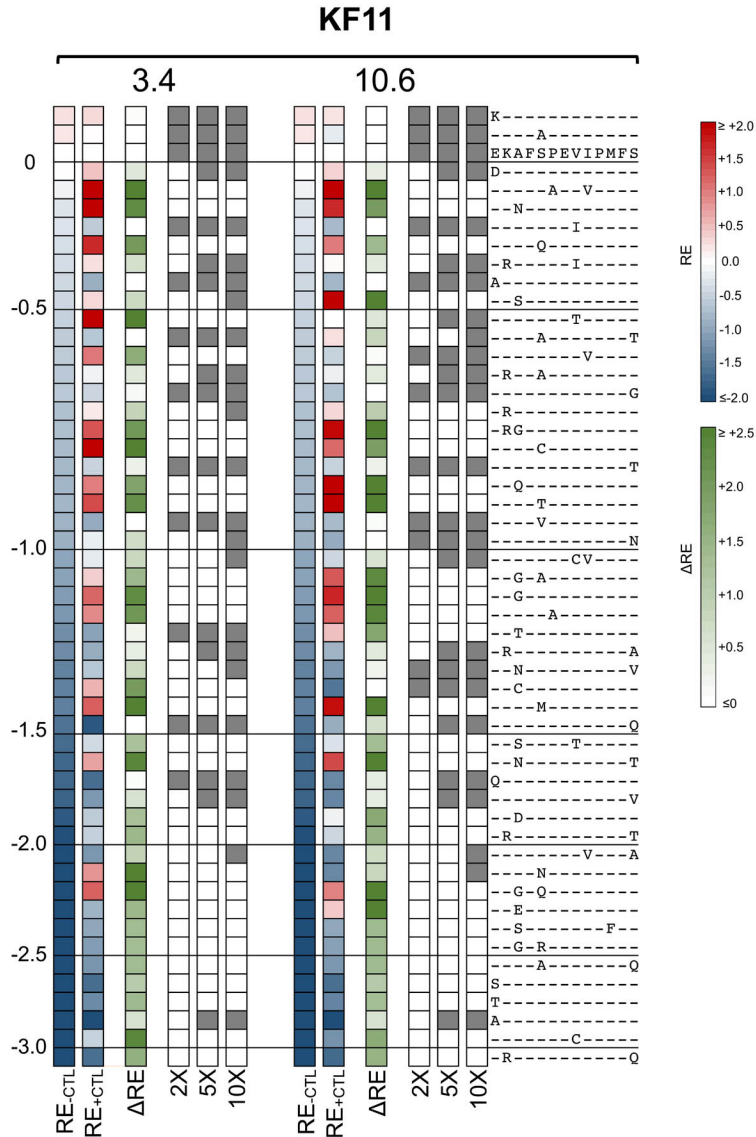 KF11
3.4 10.6
K------------
----A--------
0 EKAFSPEVIPMFS
D------------
-----A--V----
--N----------
-------I-----
----Q--------
-R-----I-----
A------------
--S----------
-0.5
-------T-----
----A-------T
--------V----
-R--A--------
------------G
-R-----------
-RG----------
----C--------
------------T
--Q----------
----T--------
----V--------
------------N
-1.0
-------CV----
--G-A--------
--G----------
-----A-------
--T----------
-R----------A
--N---------V
--C----------
----M--------
------------Q
-1.5
--S----T-----
--N---------T
Q------------
------------V
--D----------
-R----------T
-2.0
--------V---A
----N--------
--G-Q--------
--E----------
--S-------F--
--G-R--------
-2.5
----A-------Q
S------------
T------------
A------------
-------C-----
-3.0
-R----------Q
RE-CTL RE+CTL ΔRE 2X 5X 10X RE-CTL RE+CTL ΔRE 2X 5X 10X
≥ +2.0
+1.5
+1.0
+0.5
0.0
-0.5
-1.0
-1.5
≤-2.0
RE
≥ +2.5
+2.0
+1.5
+1.0
+0.5
≤0
ΔRE